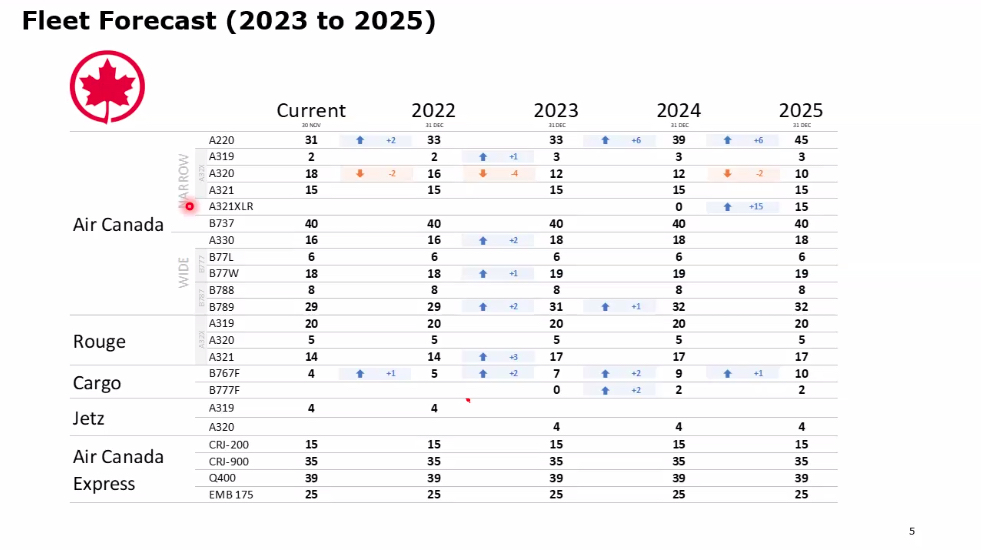 Fleet Forecast (2023 to 2025)
Current 2022 2023 2024 2025
30 NOV 31 DEC 31 DEC 31 DEC 31 DEC
Air Canada
NARROW
A220 31 +2 33 33 +6 39 +6 45
A319 2 2 +1 3 3 3
A323
A320 18 -2 16 -4 12 12 -2 10
A321 15 15 15 15 15
A321XLR 0 +15 15
B737 40 40 40 40 40
WIDE
A330 16 16 +2 18 18 18
B777
B77L 6 6 6 6 6
B77W 18 18 +1 19 19 19
B787
B788 8 8 8 8 8
B789 29 29 +2 31 +1 32 32
Rouge
A319 20 20 20 20 20
A323
A320 5 5 5 5 5
A321 14 14 +3 17 17 17
Cargo
B767F 4 +1 5 +2 7 +2 9 +1 10
B777F 0 +2 2 2
Jetz
A319 4 4
A320 4 4 4
Air Canada
Express
CRJ-200 15 15 15 15 15
CRJ-900 35 35 35 35 35
Q400 39 39 39 39 39
EMB 175 25 25 25 25 25
5